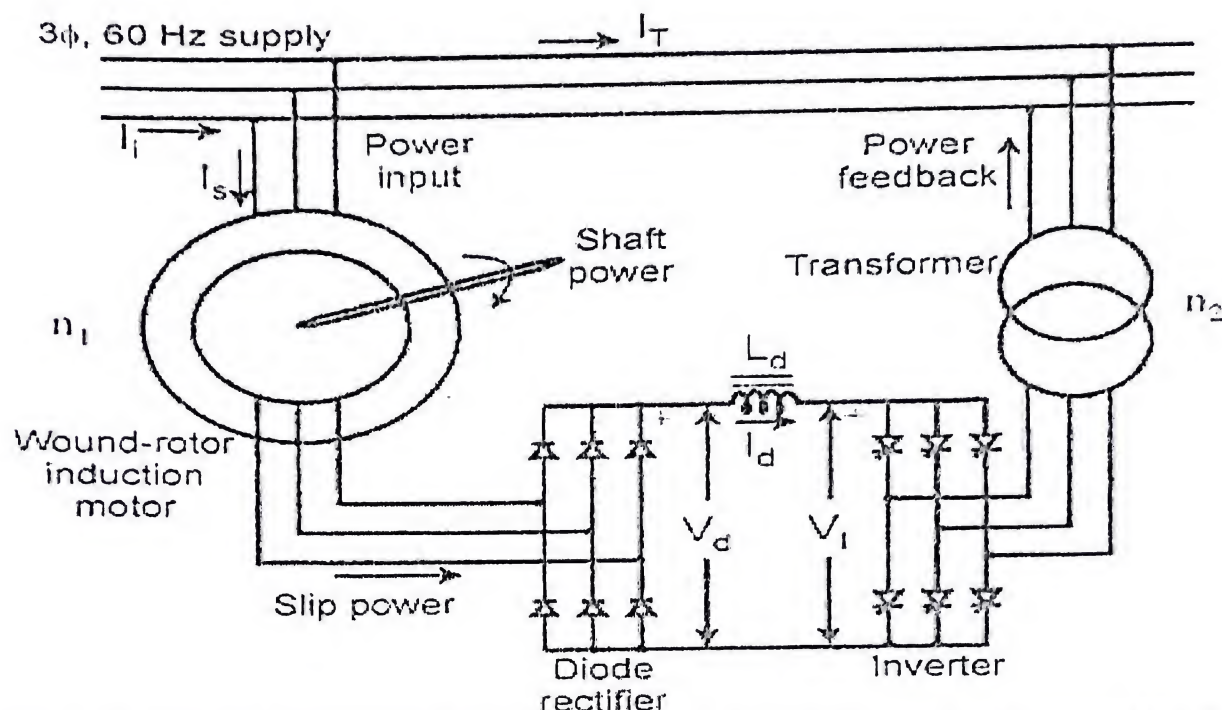 3ϕ, 60 Hz supply
I_T
I_i
I_s
Power
input
Power
feedback
Shaft
power
Transformer
n_1
n_2
L_d
+
+
I_d
Wound-rotor
induction
motor
V_d
V_I
Slip power
Diode
rectifier
Inverter